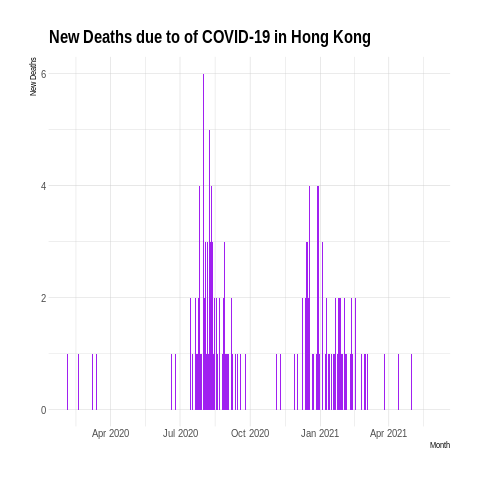 New Deaths due to of COVID-19 in Hong Kong
New Deaths
6
4
2
0
Apr 2020 Jul 2020 Oct 2020 Jan 2021 Apr 2021
Month